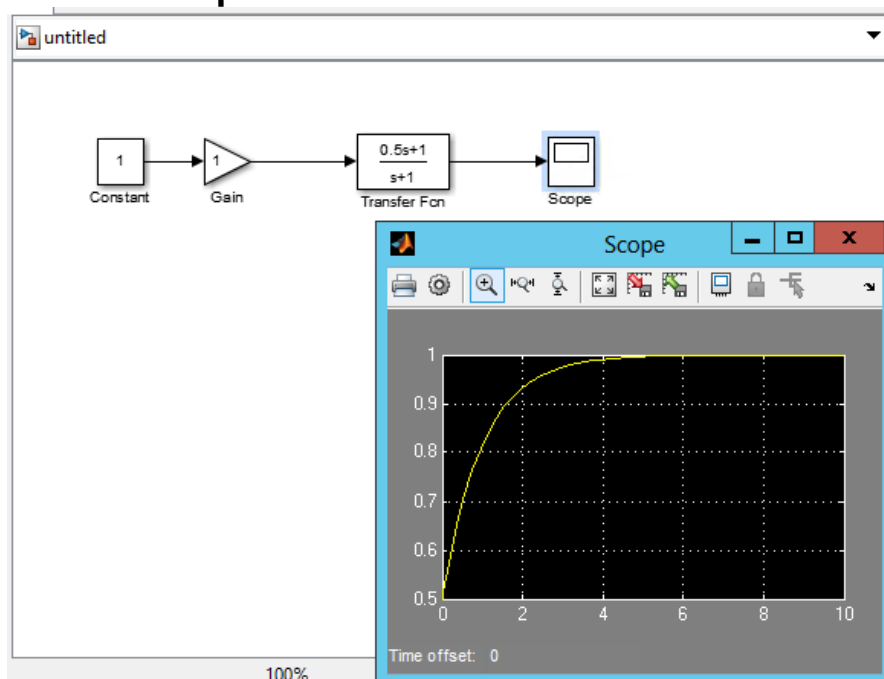 untitled
1
Constant
1
Gain
0.5s+1
s+1
Transfer Fcn
Scope
Scope
1
0.9
0.8
0.7
0.6
0.5
0 2 4 6 8 10
Time offset: 0
100%